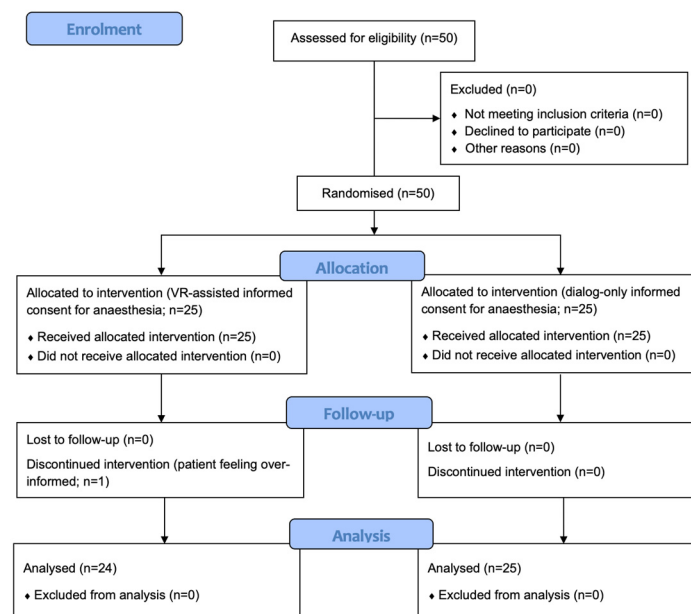 Enrolment
Assessed for eligibility (n=50)
Excluded (n=0)
♦ Not meeting inclusion criteria (n=0)
♦ Declined to participate (n=0)
♦ Other reasons (n=0)
Randomised (n=50)
Allocation
Allocated to intervention (VR-assisted informed
consent for anaesthesia; n=25)
♦ Received allocated intervention (n=25)
♦ Did not receive allocated intervention (n=0)
Allocated to intervention (dialog-only informed
consent for anaesthesia; n=25)
♦ Received allocated intervention (n=25)
♦ Did not receive allocated intervention (n=0)
Follow-up
Lost to follow-up (n=0)
Discontinued intervention (patient feeling over-
informed; n=1)
Lost to follow-up (n=0)
Discontinued intervention (n=0)
Analysis
Analysed (n=24)
♦ Excluded from analysis (n=0)
Analysed (n=25)
♦ Excluded from analysis (n=0)